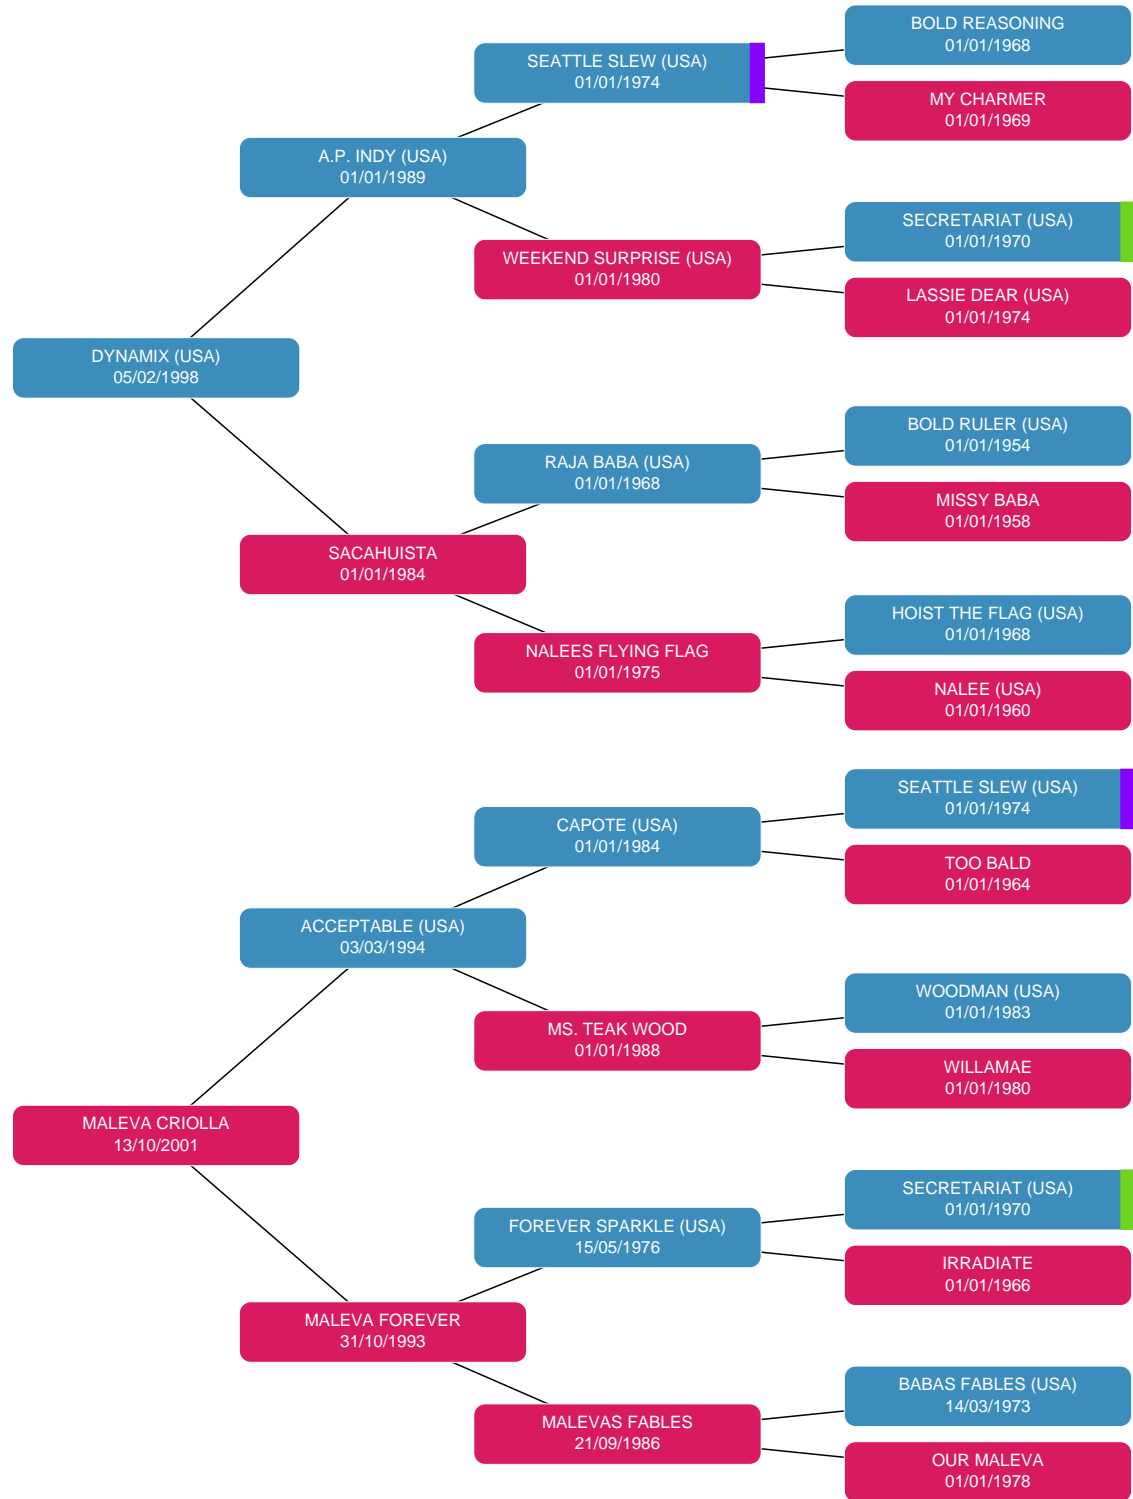 BOLD REASONING
01/01/1968
SEATTLE SLEW (USA)
01/01/1974
MY CHARMER
01/01/1969
A.P. INDY (USA)
01/01/1989
SECRETARIAT (USA)
01/01/1970
WEEKEND SURPRISE (USA)
01/01/1980
LASSIE DEAR (USA)
01/01/1974
DYNAMIX (USA)
05/02/1998
BOLD RULER (USA)
01/01/1954
RAJA BABA (USA)
01/01/1968
MISSY BABA
01/01/1958
SACAHUISTA
01/01/1984
HOIST THE FLAG (USA)
01/01/1968
NALEES FLYING FLAG
01/01/1975
NALEE (USA)
01/01/1960
SEATTLE SLEW (USA)
01/01/1974
CAPOTE (USA)
01/01/1984
TOO BALD
01/01/1964
ACCEPTABLE (USA)
03/03/1994
WOODMAN (USA)
01/01/1983
MS. TEAK WOOD
01/01/1988
WILLAMAE
01/01/1980
MALEVA CRIOLLA
13/10/2001
SECRETARIAT (USA)
01/01/1970
FOREVER SPARKLE (USA)
15/05/1976
IRRADIATE
01/01/1966
MALEVA FOREVER
31/10/1993
BABAS FABLES (USA)
14/03/1973
MALEVAS FABLES
21/09/1986
OUR MALEVA
01/01/1978